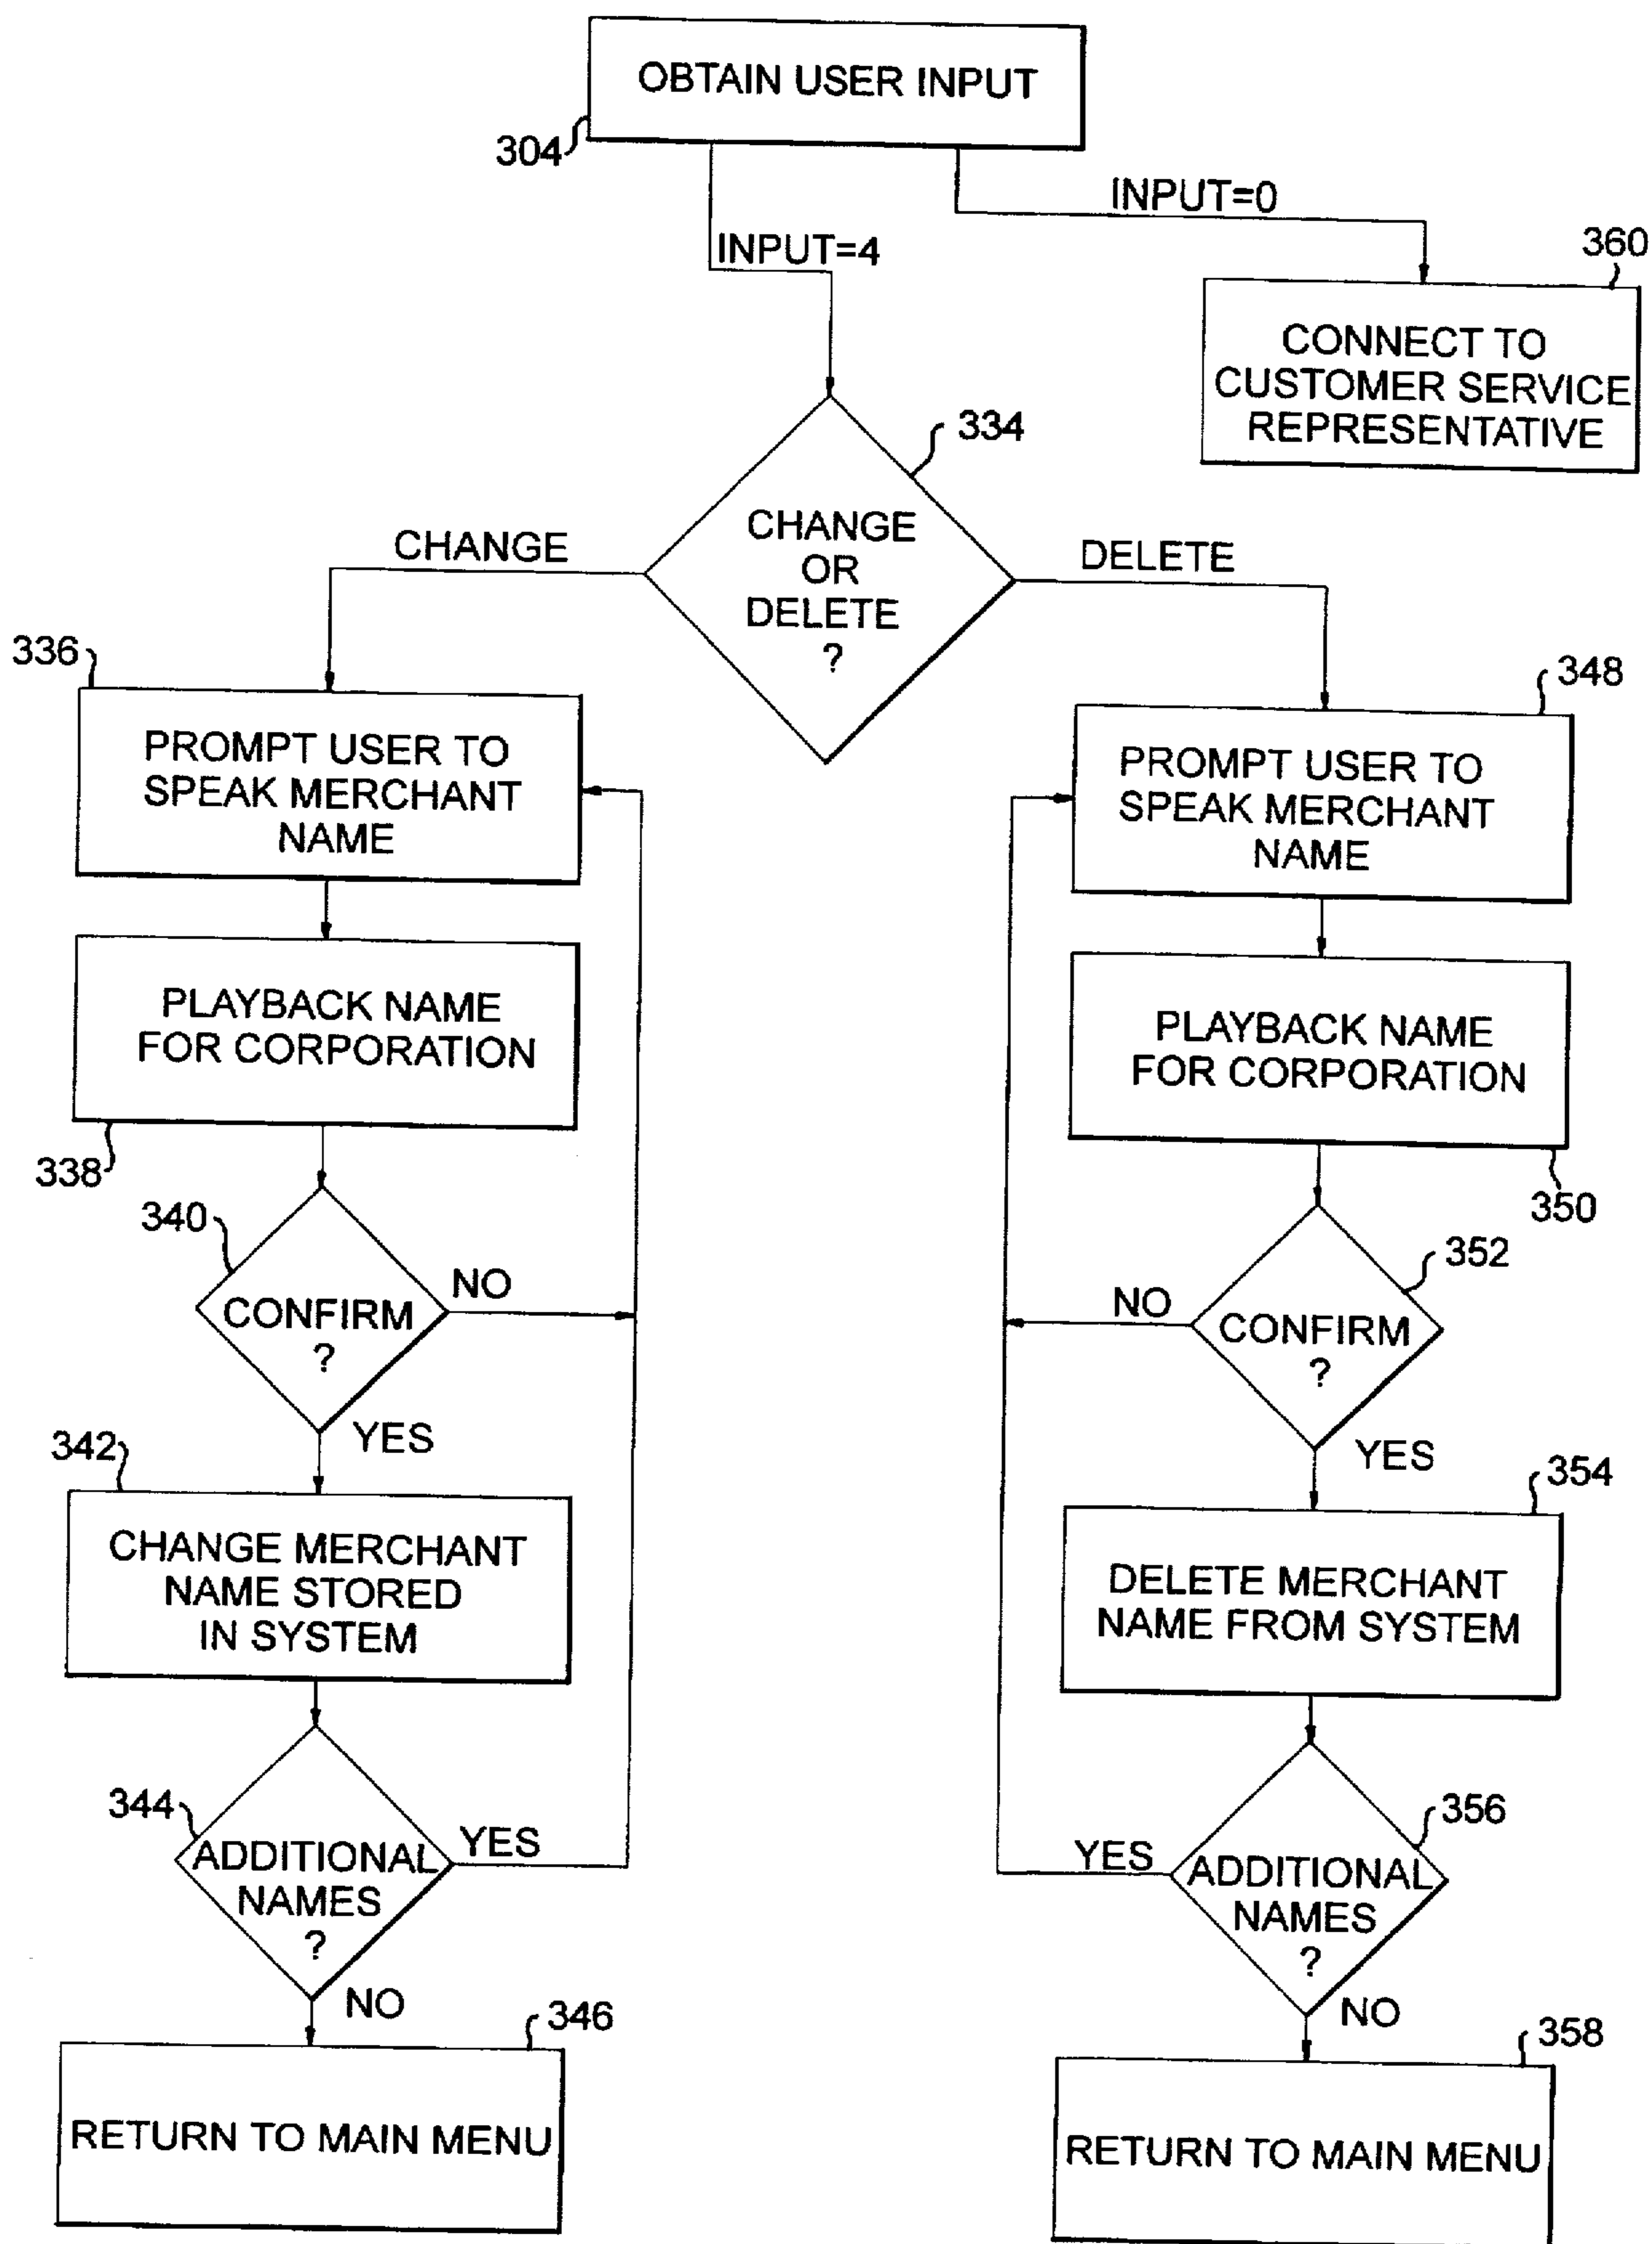 OBTAIN USER INPUT
304
INPUT=0
INPUT=4
360
CONNECT TO
CUSTOMER SERVICE
REPRESENTATIVE
334
CHANGE
OR
DELETE
?
CHANGE
DELETE
336
PROMPT USER TO
SPEAK MERCHANT
NAME
348
PROMPT USER TO
SPEAK MERCHANT
NAME
PLAYBACK NAME
FOR CORPORATION
338
PLAYBACK NAME
FOR CORPORATION
350
340
CONFIRM
?
NO
YES
352
CONFIRM
?
NO
YES
342
CHANGE MERCHANT
NAME STORED
IN SYSTEM
354
DELETE MERCHANT
NAME FROM SYSTEM
344
ADDITIONAL
NAMES
?
YES
NO
356
ADDITIONAL
NAMES
?
YES
NO
346
RETURN TO MAIN MENU
358
RETURN TO MAIN MENU